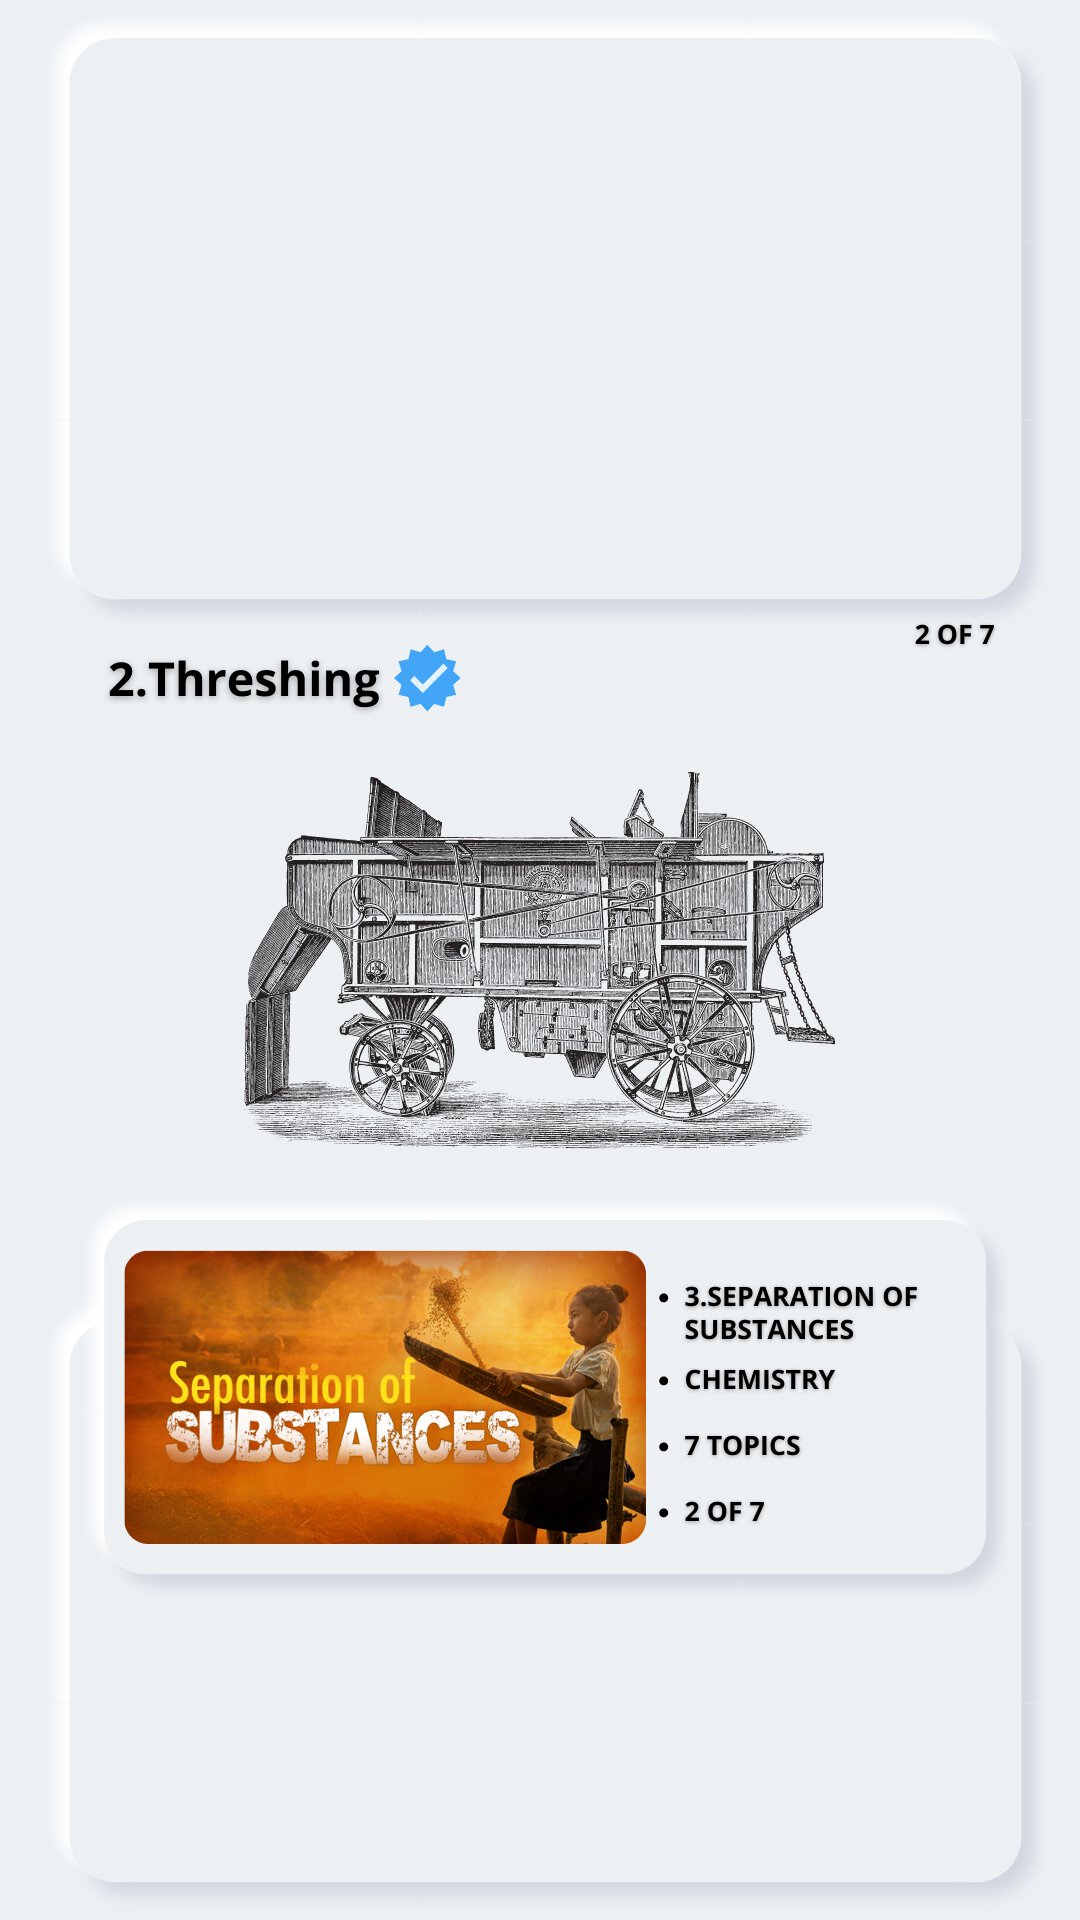 2 OF 7
2.Threshing
Separation of
SUBSTANCES
3.SEPARATION OF
SUBSTANCES
CHEMISTRY
7 TOPICS
2 OF 7